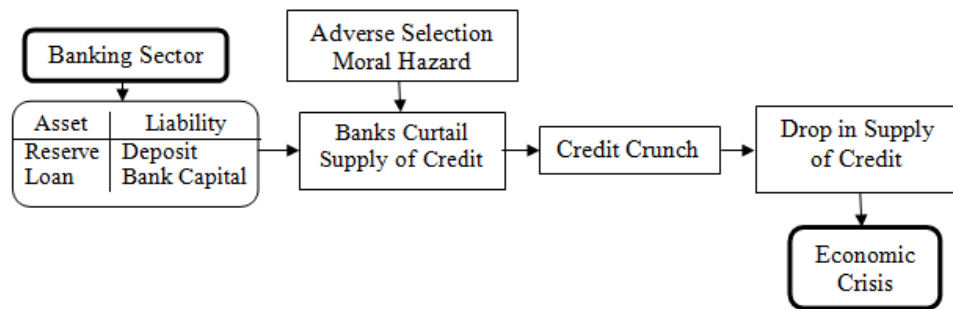 Banking Sector
Adverse Selection
Moral Hazard
Asset Liability
Reserve Deposit
Loan Bank Capital
Banks Curtail
Supply of Credit
Credit Crunch
Drop in Supply
of Credit
Economic
Crisis